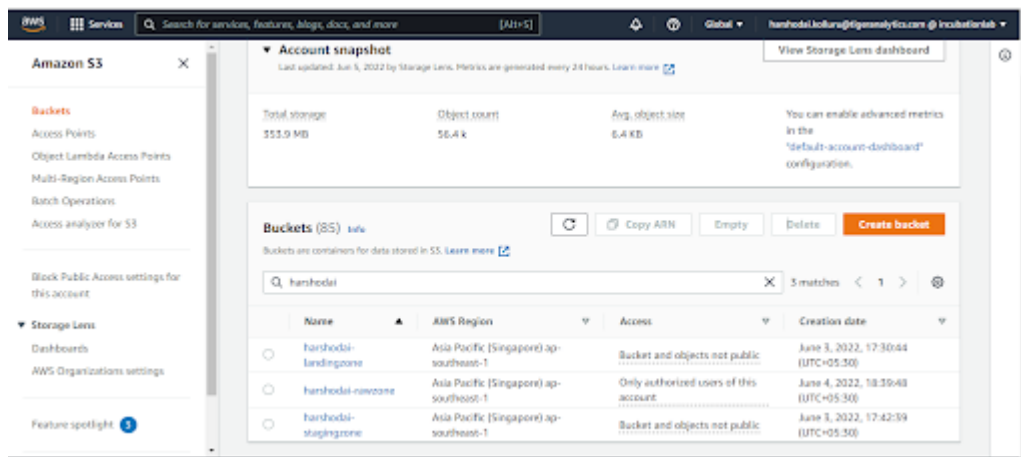 aws
Services
Search for services, features, blogs, docs, and more
[Alt+S]
Global
harshodai.kolluru@tigeranalytics.com @ incubationlab
Amazon S3
Buckets
Access Points
Object Lambda Access Points
Multi-Region Access Points
Batch Operations
Access analyzer for S3
Block Public Access settings for
this account
Storage Lens
Dashboards
AWS Organizations settings
Feature spotlight 3
Account snapshot
Last updated: Jun 5, 2022 by Storage Lens. Metrics are generated every 24 hours. Learn more
View Storage Lens dashboard
Total storage
353.9 MB
Object count
56.4 k
Avg. object size
6.4 KB
You can enable advanced metrics
in the
"default-account-dashboard"
configuration.
Buckets (85) Info
Copy ARN
Empty
Delete
Create bucket
Buckets are containers for data stored in S3. Learn more
harshodai
3 matches
1
Name
AWS Region
Access
Creation date
harshodai-
landingzone
Asia Pacific (Singapore) ap-
southeast-1
Bucket and objects not public
June 3, 2022, 17:30:44
(UTC+05:30)
harshodai-rawzone
Asia Pacific (Singapore) ap-
southeast-1
Only authorized users of this
account
June 4, 2022, 18:39:48
(UTC+05:30)
harshodai-
stagingzone
Asia Pacific (Singapore) ap-
southeast-1
Bucket and objects not public
June 3, 2022, 17:42:39
(UTC+05:30)